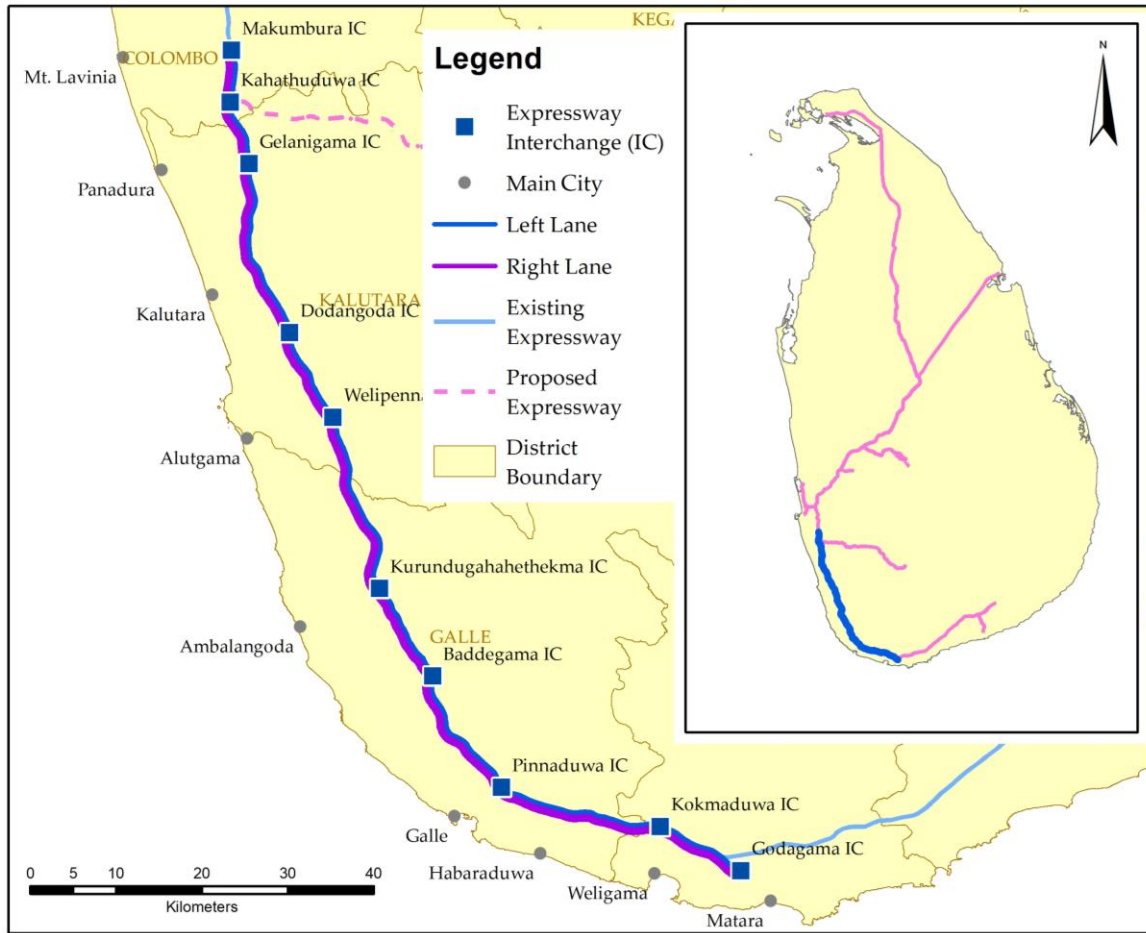 KEGA
Makumbura IC
COLOMBO
Mt. Lavinia
Kahathuduwa IC
Gelanigama IC
Panadura
KALUTARA
Kalutara
Dodangoda IC
Welipenna
Alutgama
Kurundugahahethekma IC
Ambalangoda
GALLE
Baddegama IC
Pinnaduwa IC
Kokmaduwa IC
Galle
Godagama IC
Habaraduwa
Weligama
Matara
0 5 10 20 30 40
Kilometers
Legend
Expressway
Interchange (IC)
Main City
Left Lane
Right Lane
Existing
Expressway
Proposed
Expressway
District
Boundary
N